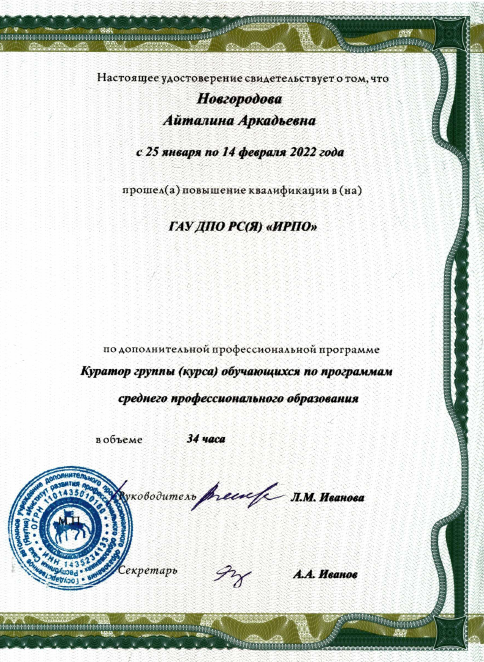 Настоящее удостоверение свидетельствует о том, что
Новгородова
Айталина Аркадьевна
с 25 января по 14 февраля 2022 года
прошел(а) повышение квалификации в (на)
ГАУ ДПО РС(Я) «ИРПО»
по дополнительной профессиональной программе
Куратор группы (курса) обучающихся по программам
среднего профессионального образования
в объеме 34 часа
Руководитель Л.М. Иванова
М.П.
Секретарь А.А. Иванов